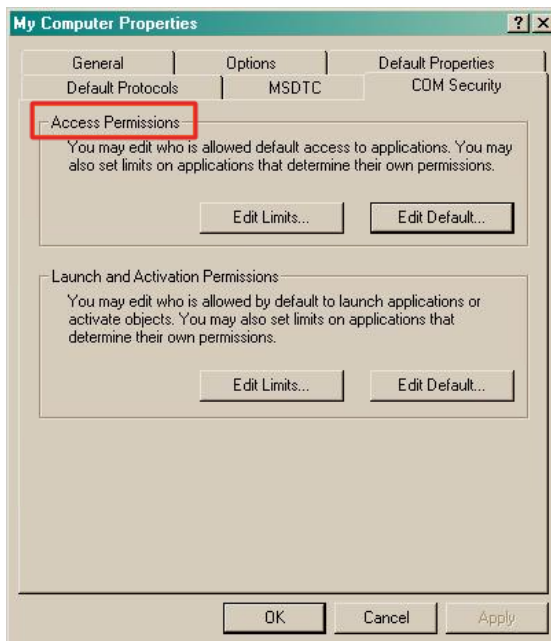 My Computer Properties
General Options Default Properties
Default Protocols MSDTC COM Security
Access Permissions
You may edit who is allowed default access to applications. You may
also set limits on applications that determine their own permissions.
Edit Limits... Edit Default...
Launch and Activation Permissions
You may edit who is allowed by default to launch applications or
activate objects. You may also set limits on applications that
determine their own permissions.
Edit Limits... Edit Default...
OK Cancel Apply